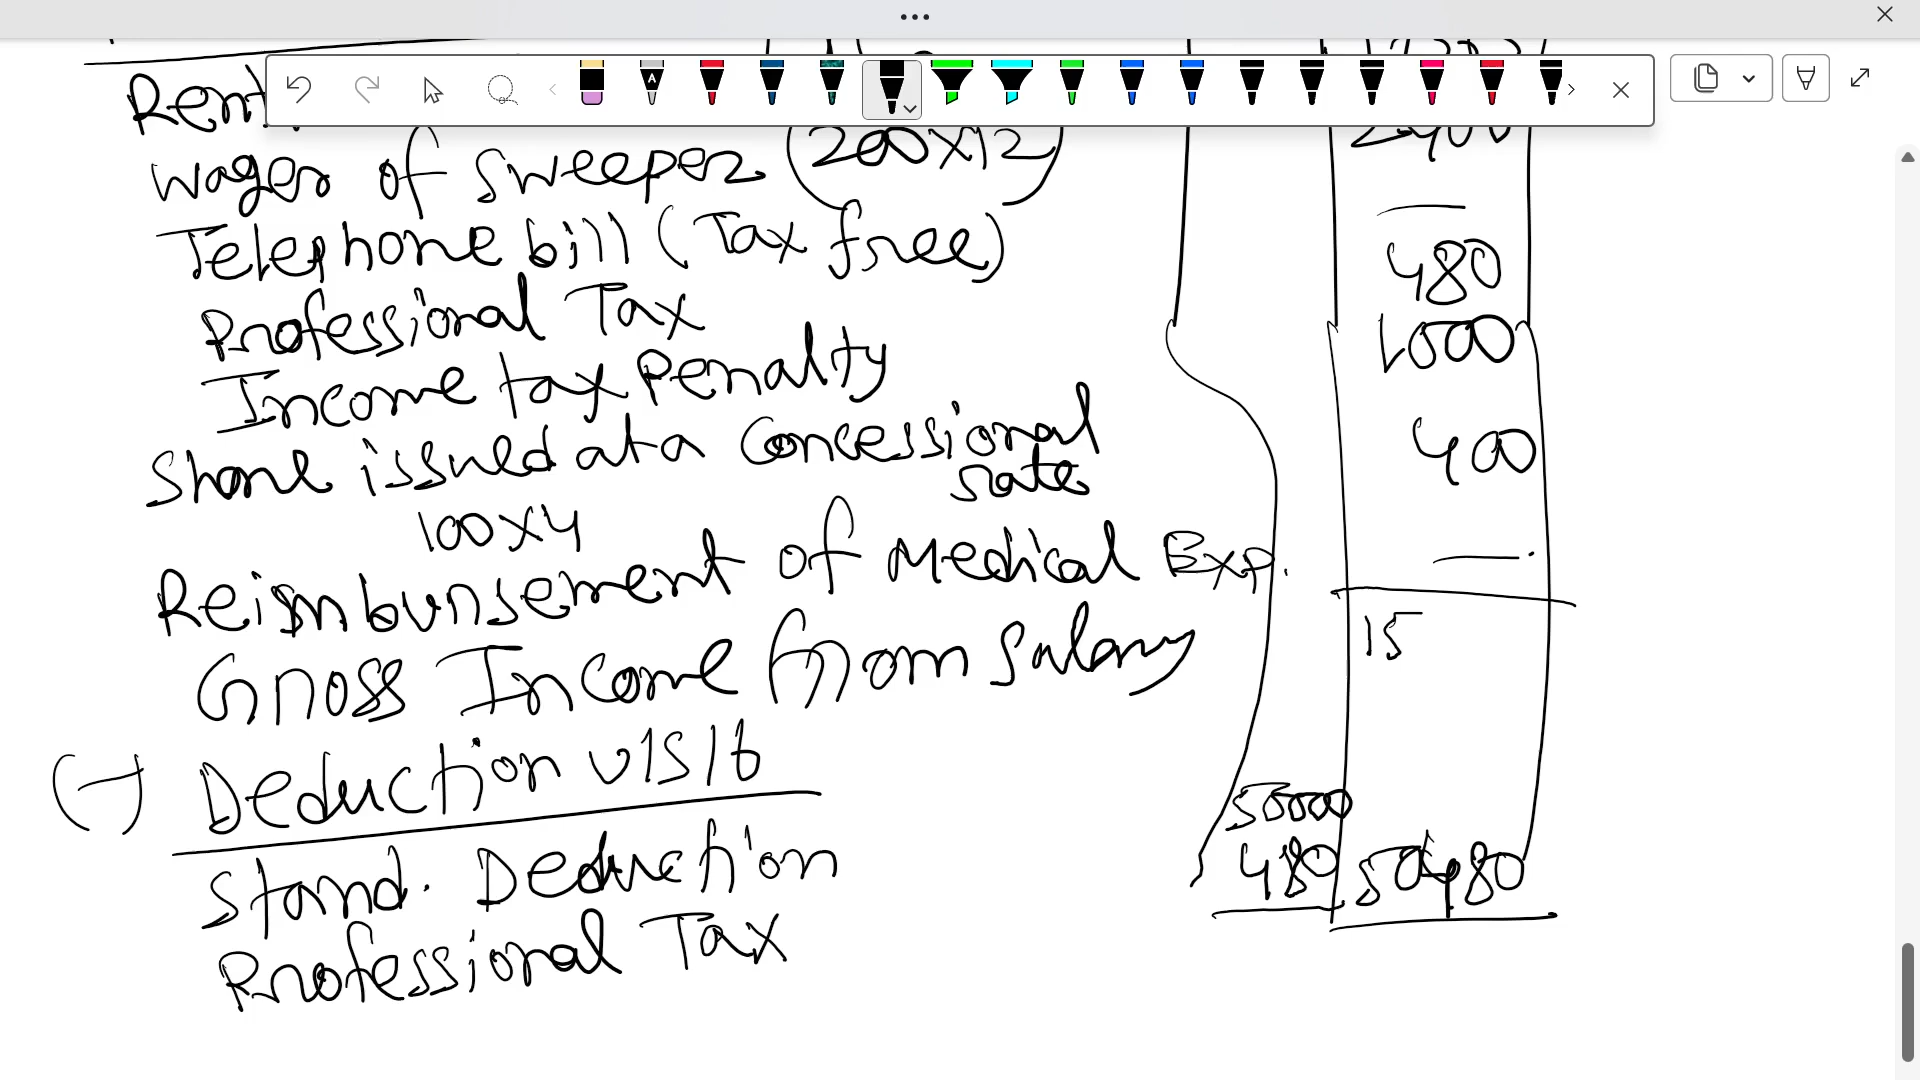 Rent
2400
wages of sweeper (200X12)
Telephone bill (Tax free) —
Professional Tax 480
Income tax Penalty 1000
Share issued at a Concessional rate 400
100X4
Reimbursement of Medical Exp. —
Gross Income from Salary 15
(-) Deduction u/s 16
Stand. Deduction 50000
Professional Tax 480 50480